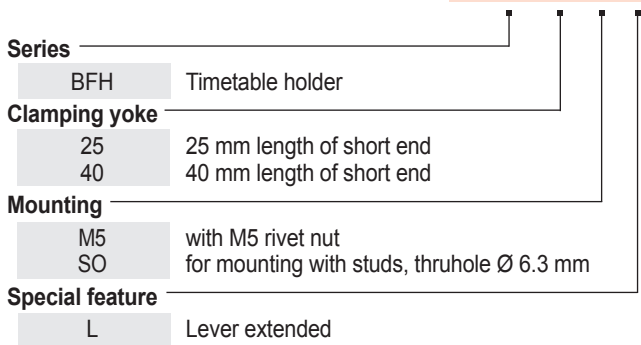 Series
BFH Timetable holder
Clamping yoke
25 25 mm length of short end
40 40 mm length of short end
Mounting
M5 with M5 rivet nut
SO for mounting with studs, thruhole Ø 6.3 mm
Special feature
L Lever extended